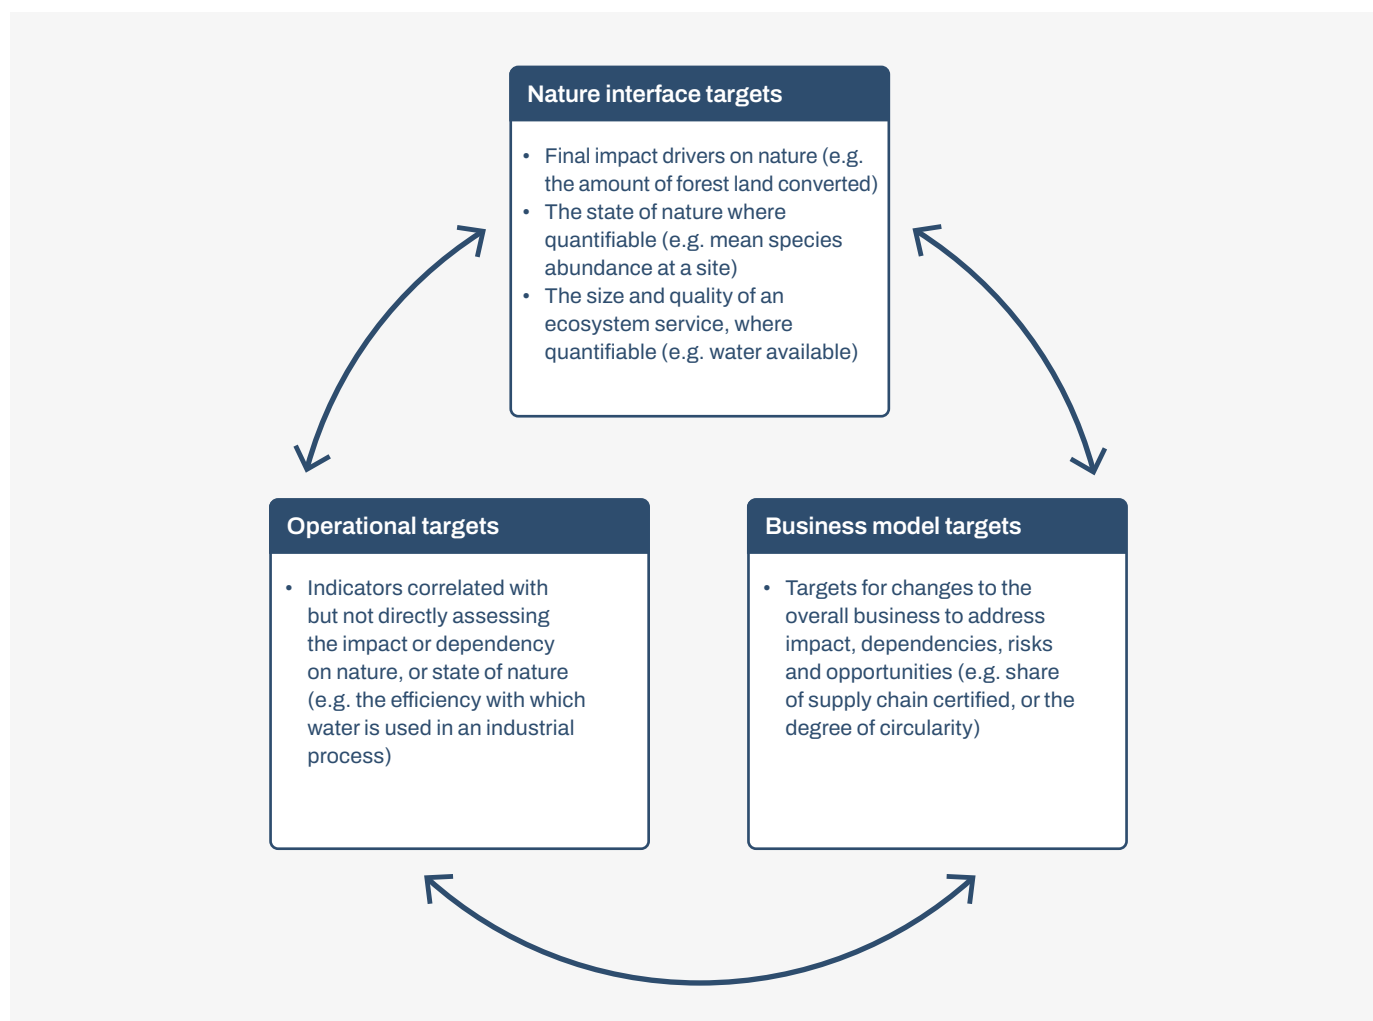 Nature interface targets
• Final impact drivers on nature (e.g.
the amount of forest land converted)
• The state of nature where
quantifiable (e.g. mean species
abundance at a site)
• The size and quality of an
ecosystem service, where
quantifiable (e.g. water available)
Operational targets
• Indicators correlated with
but not directly assessing
the impact or dependency
on nature, or state of nature
(e.g. the efficiency with which
water is used in an industrial
process)
Business model targets
• Targets for changes to the
overall business to address
impact, dependencies, risks
and opportunities (e.g. share
of supply chain certified, or the
degree of circularity)